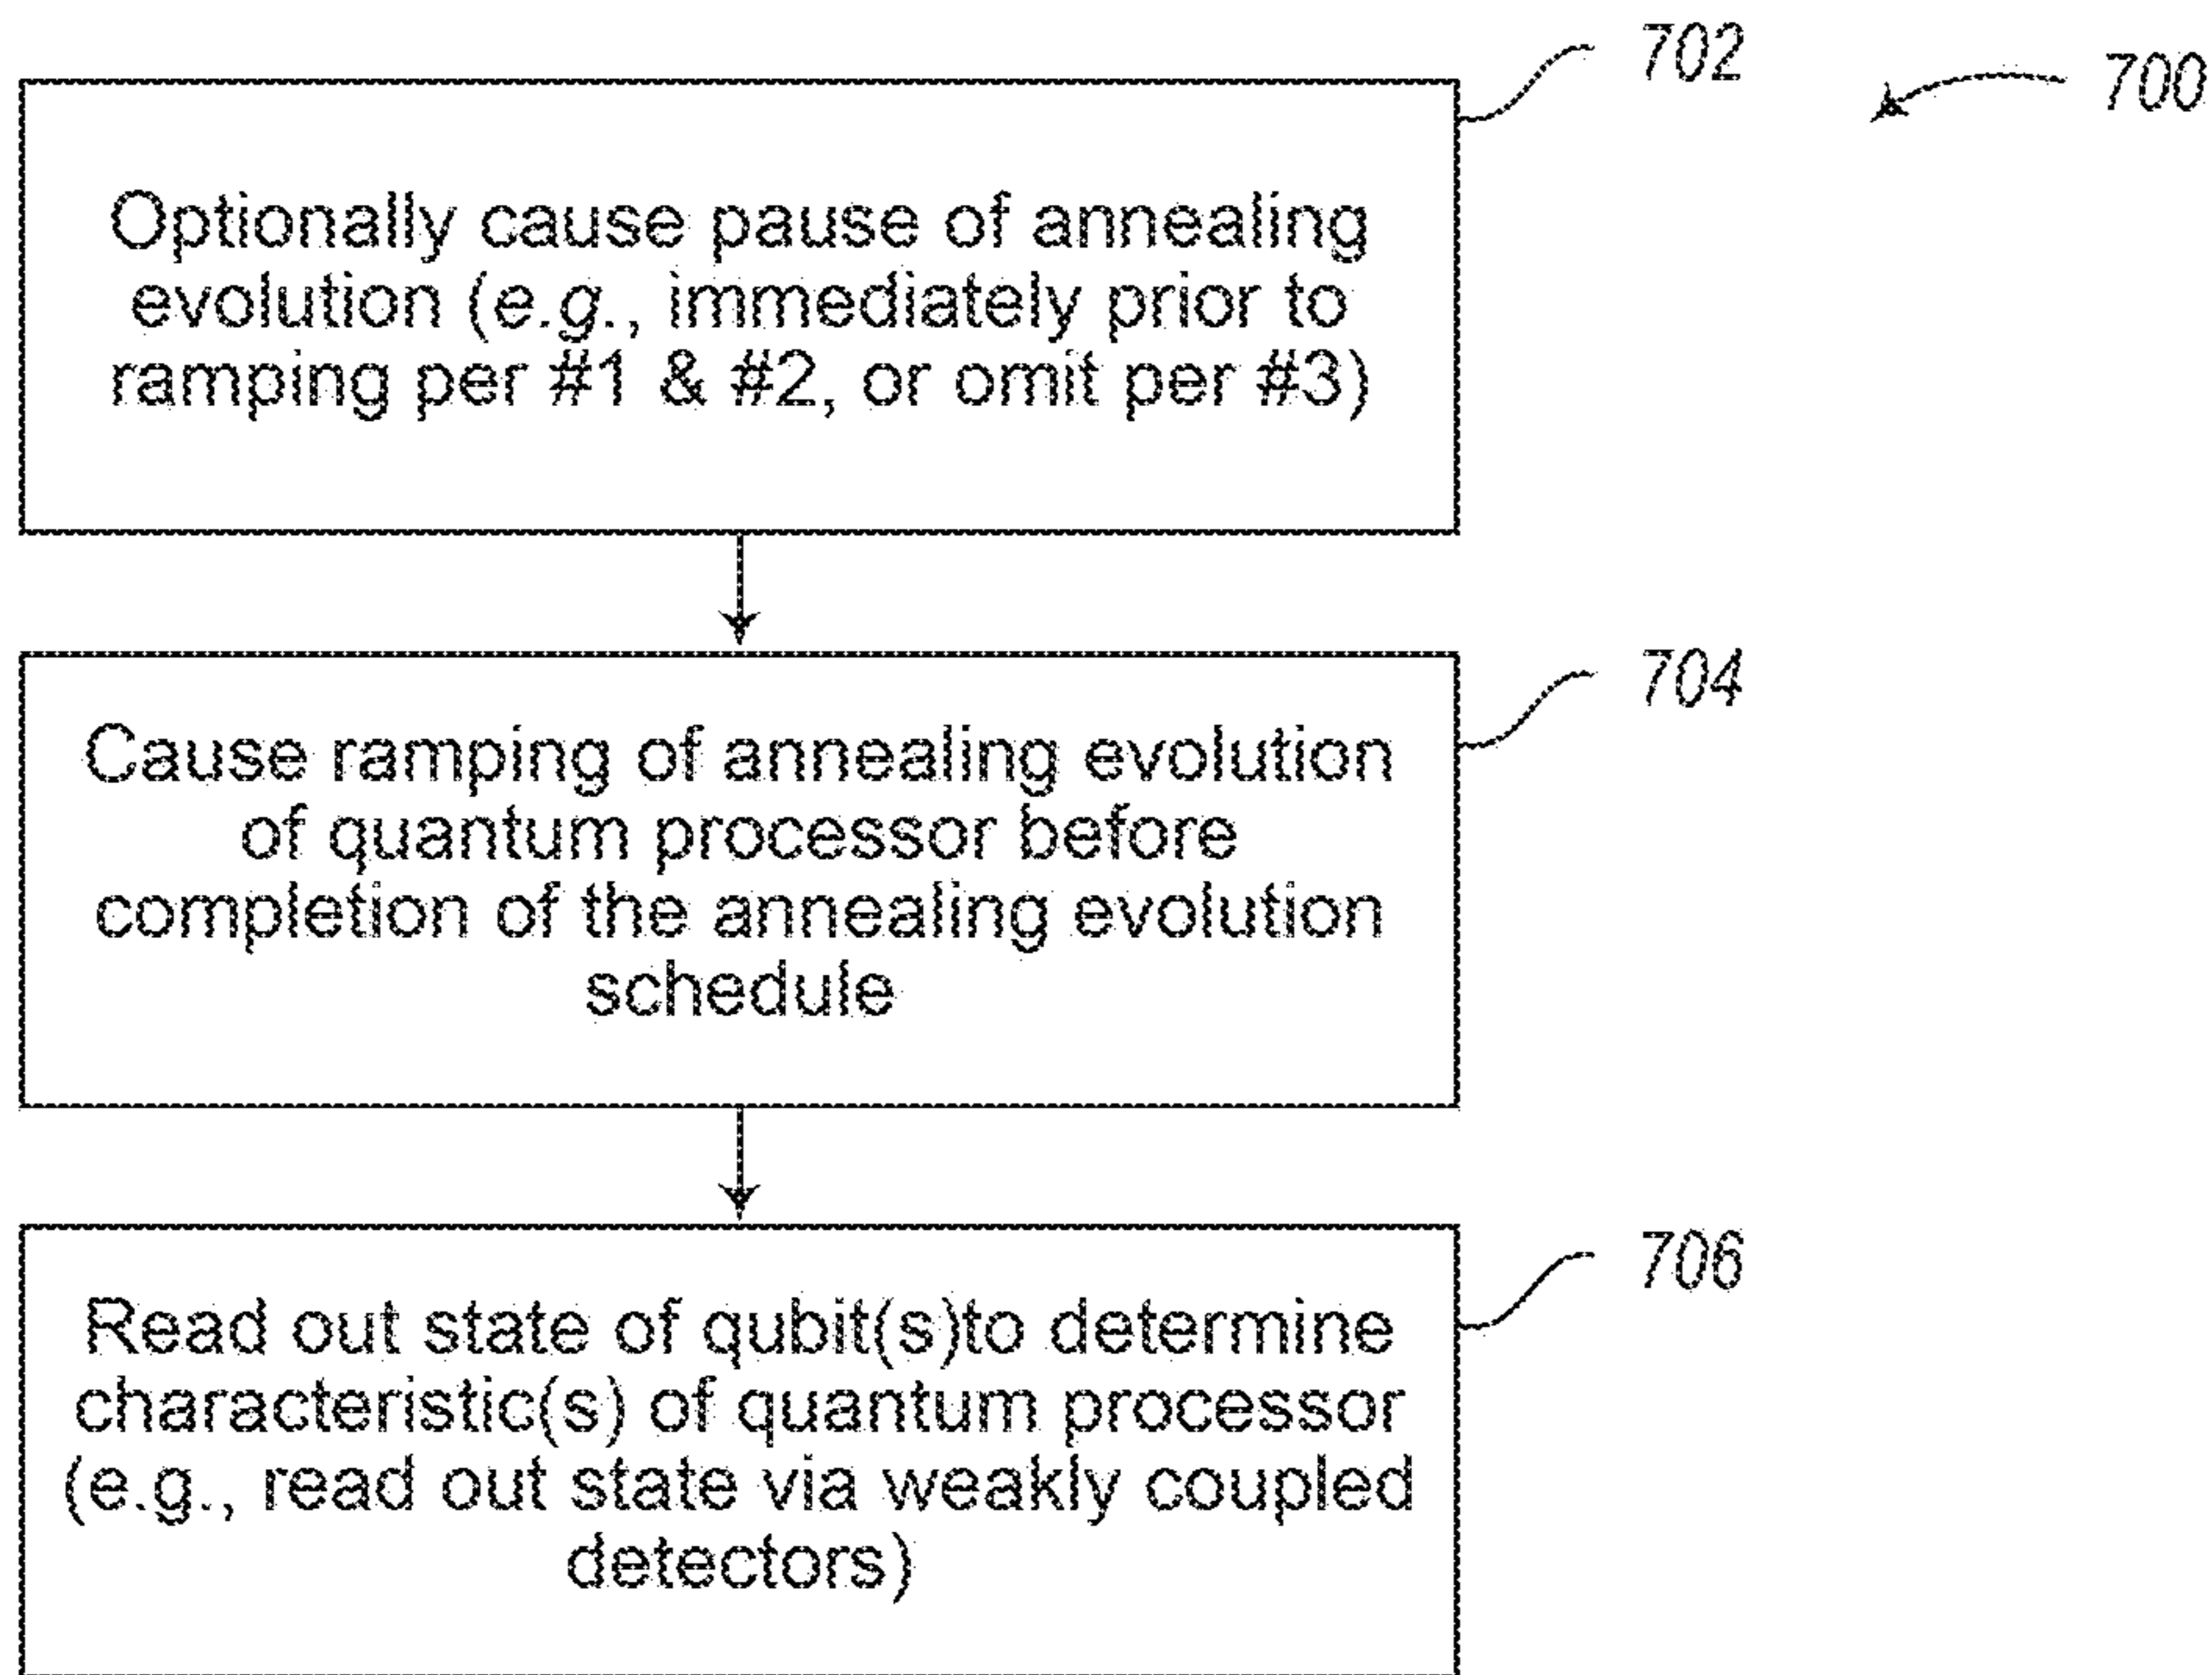 702
700
Optionally cause pause of annealing
evolution (e.g., immediately prior to
ramping per #1 & #2, or omit per #3)
704
Cause ramping of annealing evolution
of quantum processor before
completion of the annealing evolution
schedule
706
Read out state of qubit(s)to determine
characteristic(s) of quantum processor
(e.g., read out state via weakly coupled
detectors)